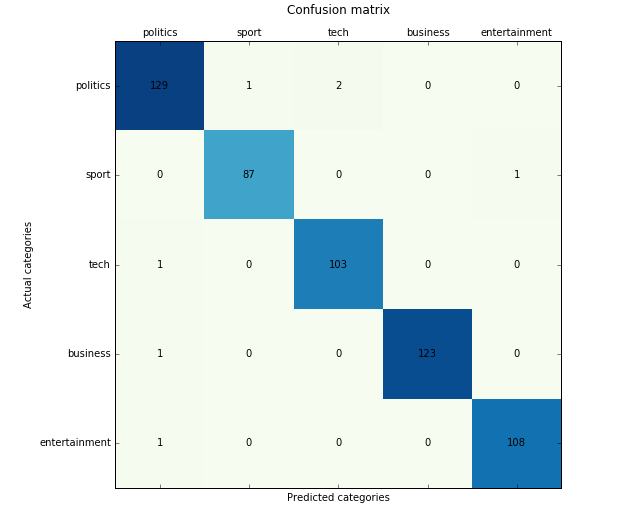 Confusion matrix
politics sport tech business entertainment
politics 129 1 2 0 0
sport 0 87 0 0 1
tech 1 0 103 0 0
business 1 0 0 123 0
entertainment 1 0 0 0 108
Actual categories
Predicted categories